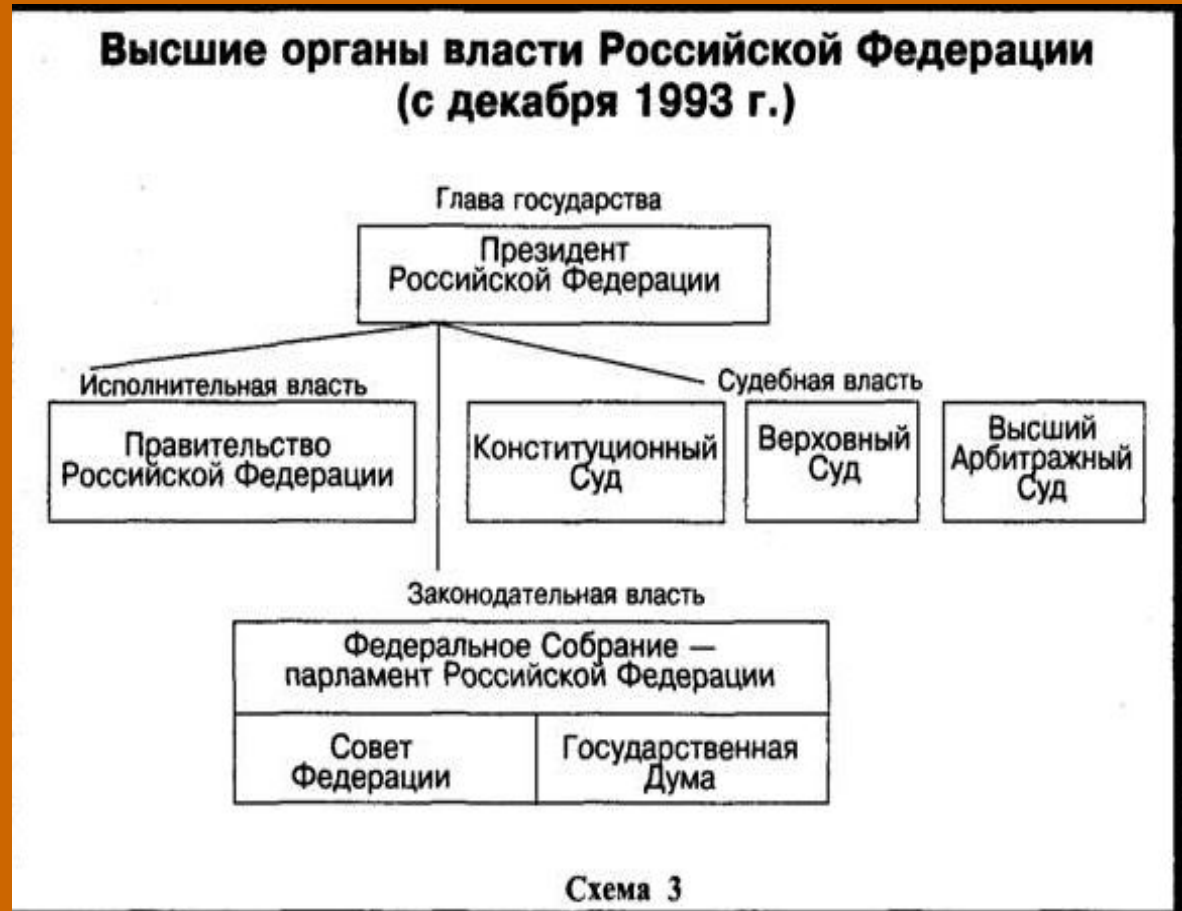 Высшие органы власти Российской Федерации
(с декабря 1993 г.)
Глава государства
Президент
Российской Федерации
Исполнительная власть
Правительство
Российской Федерации
Судебная власть
Конституционный
Суд
Верховный
Суд
Высший
Арбитражный
Суд
Законодательная власть
Федеральное Собрание —
парламент Российской Федерации
Совет
Федерации
Государственная
Дума
Схема 3